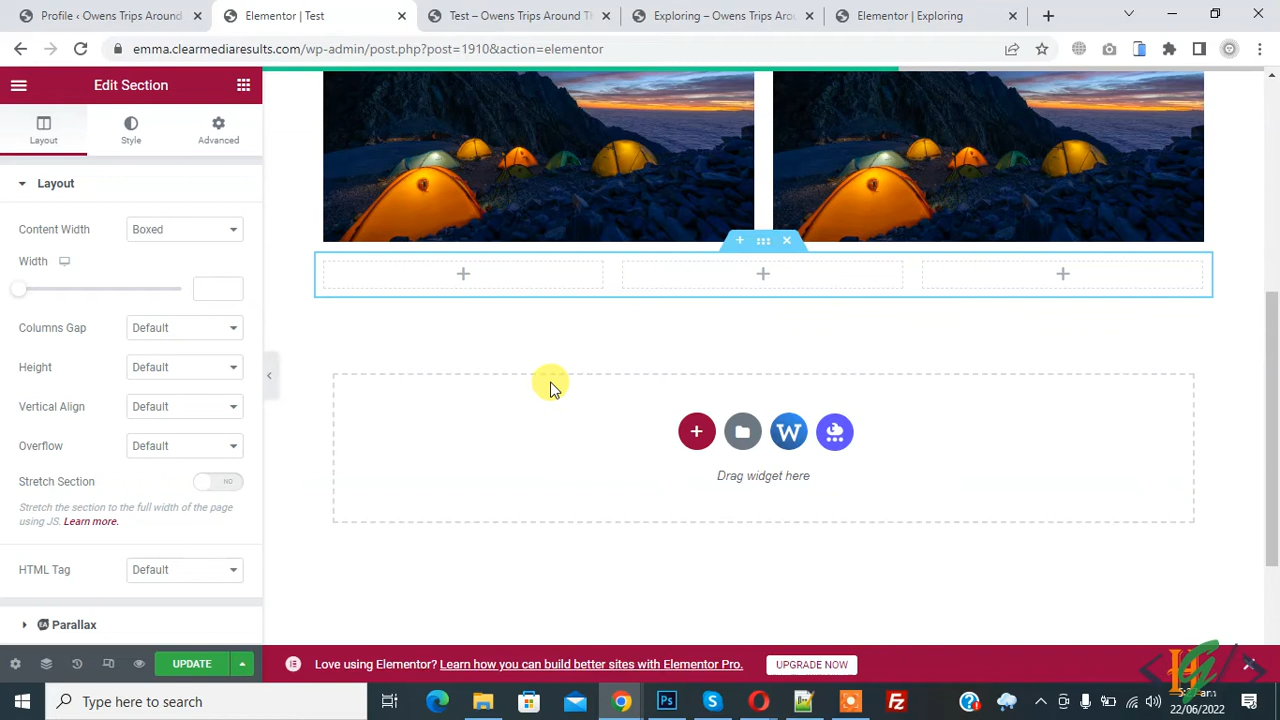 Profile ‹ Owens Trips Around
Elementor | Test
Test – Owens Trips Around Th
Exploring – Owens Trips Arou
Elementor | Exploring
emma.clearmediaresults.com/wp-admin/post.php?post=1910&action=elementor
Edit Section
Layout
Style
Advanced
Layout
Content Width
Boxed
Width
Columns Gap
Default
Height
Default
Vertical Align
Default
Overflow
Default
Stretch Section
NO
Stretch the section to the full width of the page
using JS. Learn more.
HTML Tag
Default
EA
Parallax
W
Drag widget here
UPDATE
Love using Elementor? Learn how you can build better sites with Elementor Pro.
UPGRADE NOW
Type here to search
Ps
22/06/2022